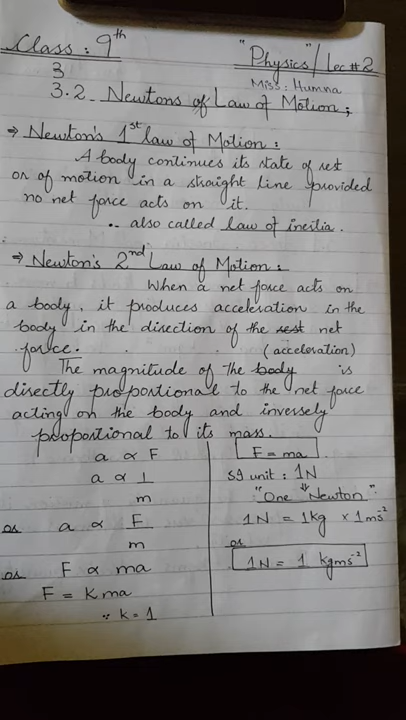 Class : 9th "Physics" / Lec # 2
3 Miss : Humna
3.2 - Newtons of Law of Motion ;
⇒ Newton's 1st law of Motion :
A body continues its state of rest
or of motion in a straight line provided
no net force acts on it.
∴ also called law of inertia.
⇒ Newton's 2nd Law of Motion :
When a net force acts on
a body, it produces acceleration in the
body in the direction of the rest net
force. (acceleration)
The magnitude of the body is
directly proportional to the net force
acting on the body and inversely
proportional to its mass.
a ∝ F
a ∝ 1/m
or a ∝ F/m
or F ∝ ma
F = K ma
∵ k = 1
F = ma
SI unit : 1N
"One Newton"
1N = 1kg × 1ms⁻²
or
1N = 1 kgms⁻²